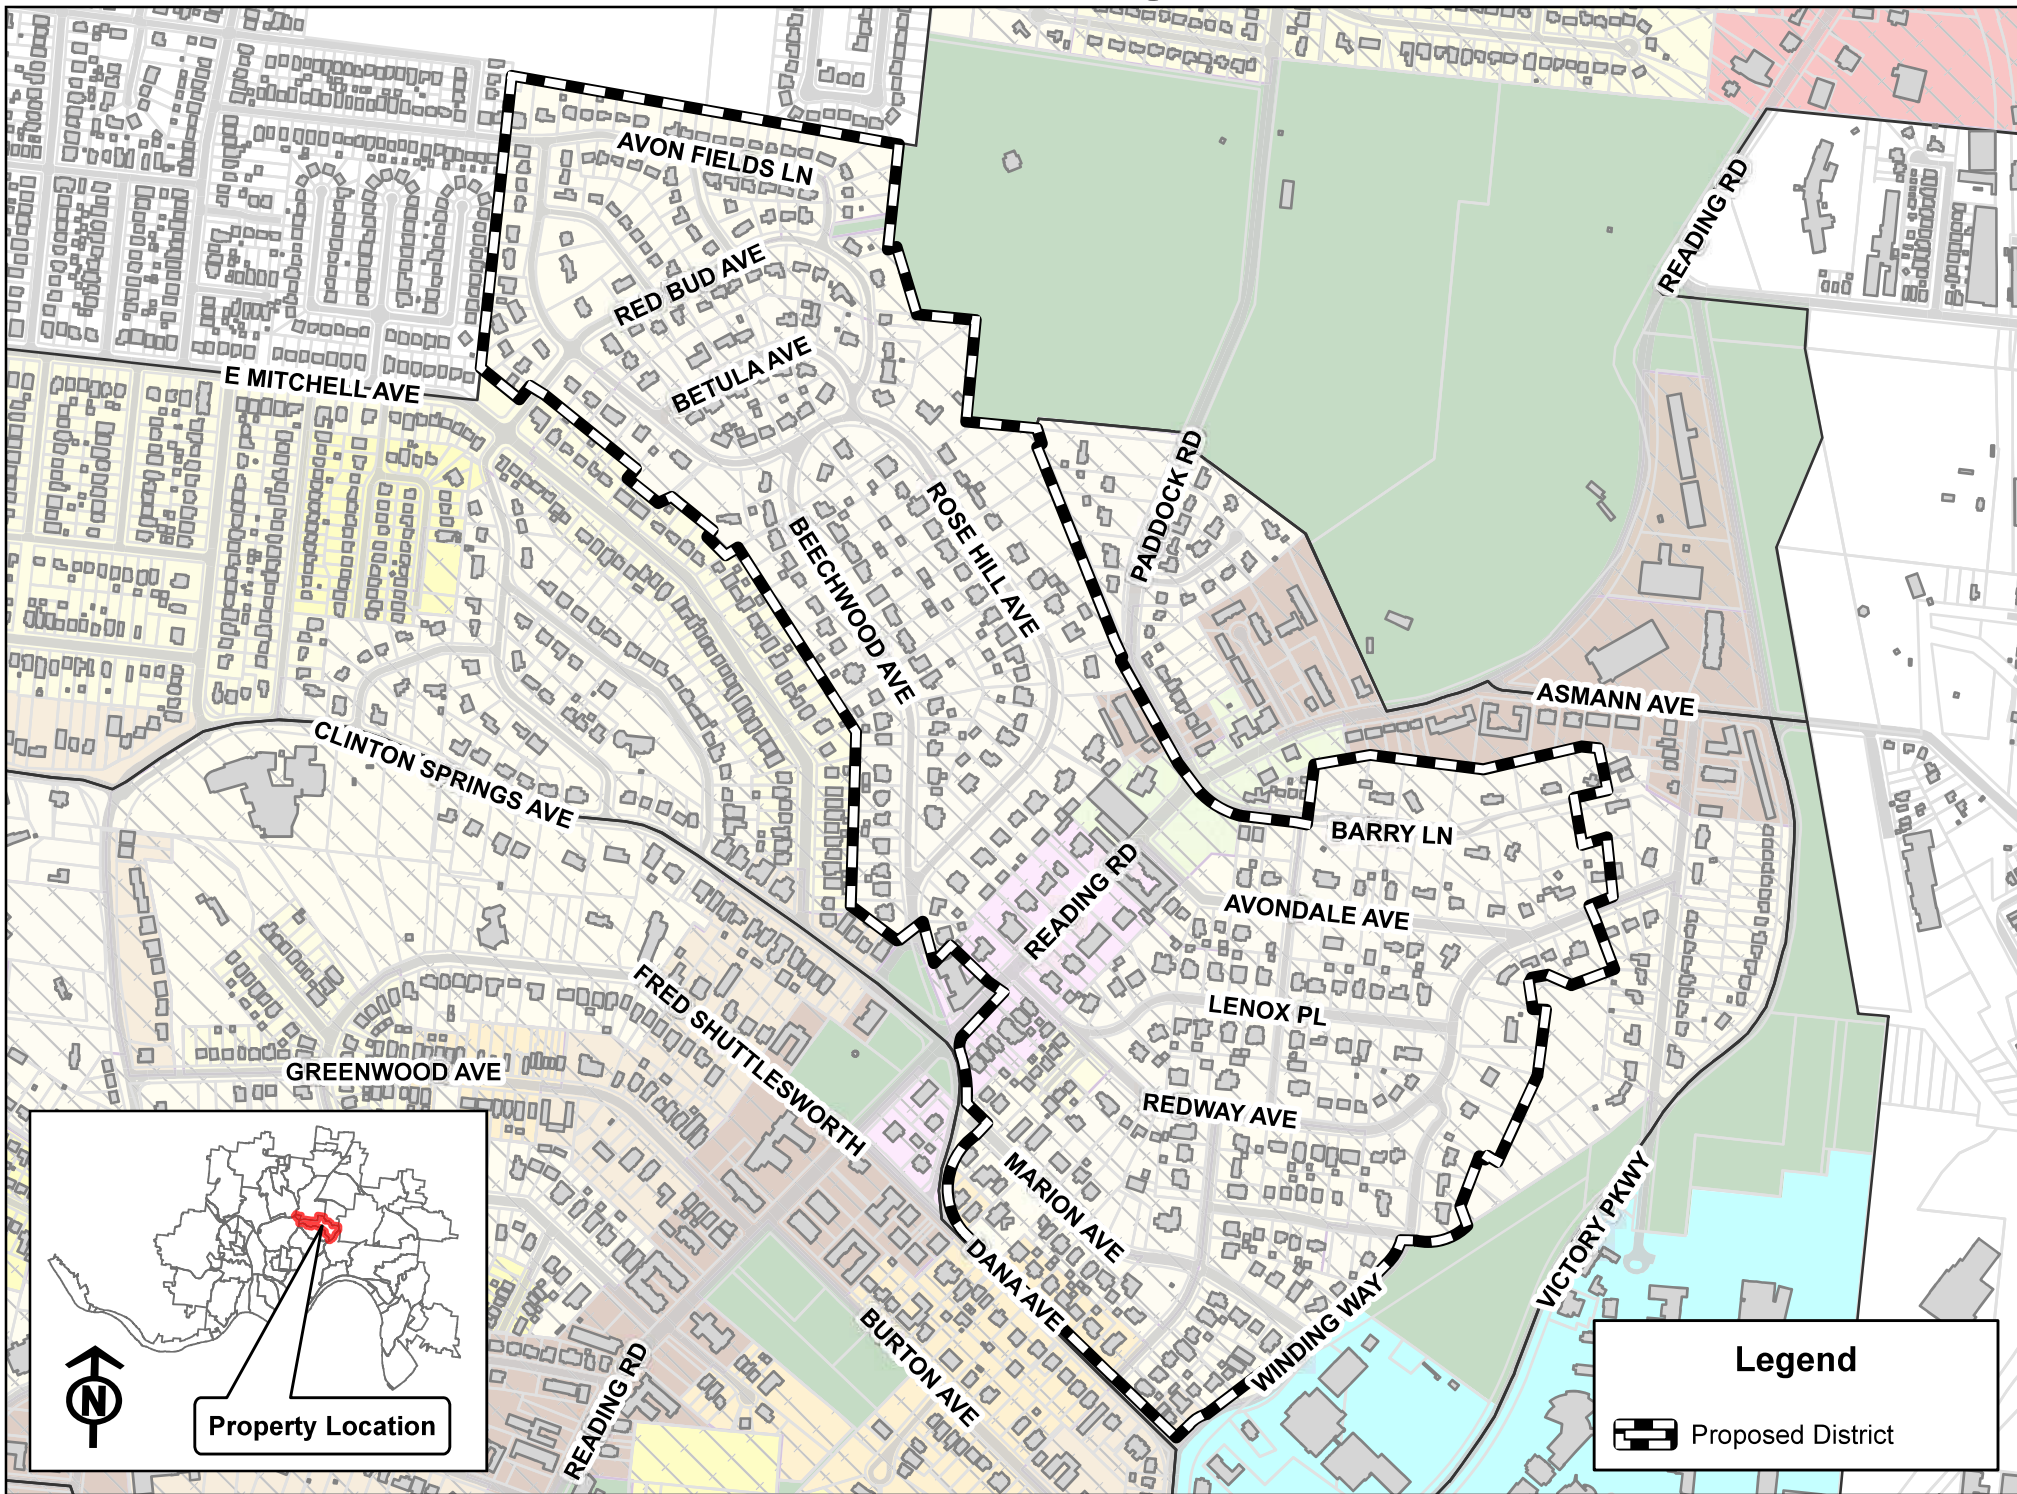 AVON FIELDS LN
READING RD
RED BUD AVE
BETULA AVE
E MITCHELL AVE
PADDOCK RD
ROSE HILL AVE
BEECHWOOD AVE
ASMANN AVE
CLINTON SPRINGS AVE
BARRY LN
READING RD
AVONDALE AVE
FRED SHUTTLESWORTH
LENOX PL
GREENWOOD AVE
REDWAY AVE
MARION AVE
VICTORY PKWY
DANA AVE
WINDING WAY
BURTON AVE
READING RD
N
Property Location
Legend
Proposed District